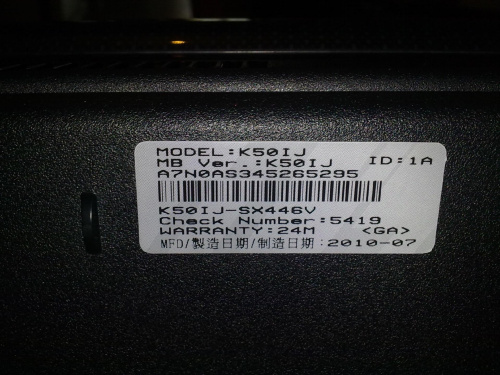 MODEL:K50IJ
MB Ver.:K50IJ ID:1A
A7N0AS345265295
K50IJ-SX446V
Check Number:5419
WARRANTY:24M <GA>
MFD/製造日期/制造日期:2010-07